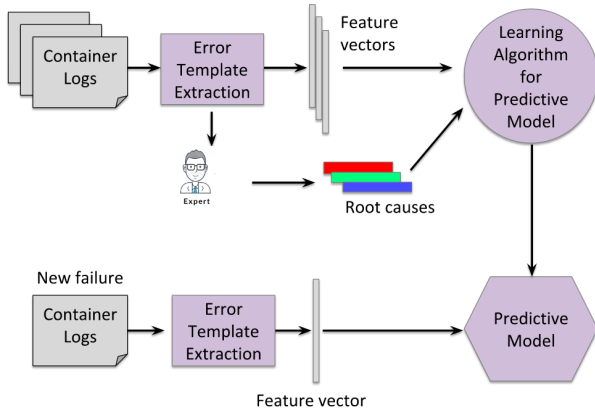 Container
Logs
Error
Template
Extraction
Feature
vectors
Learning
Algorithm
for
Predictive
Model
Expert
Root causes
New failure
Container
Logs
Error
Template
Extraction
Feature vector
Predictive
Model